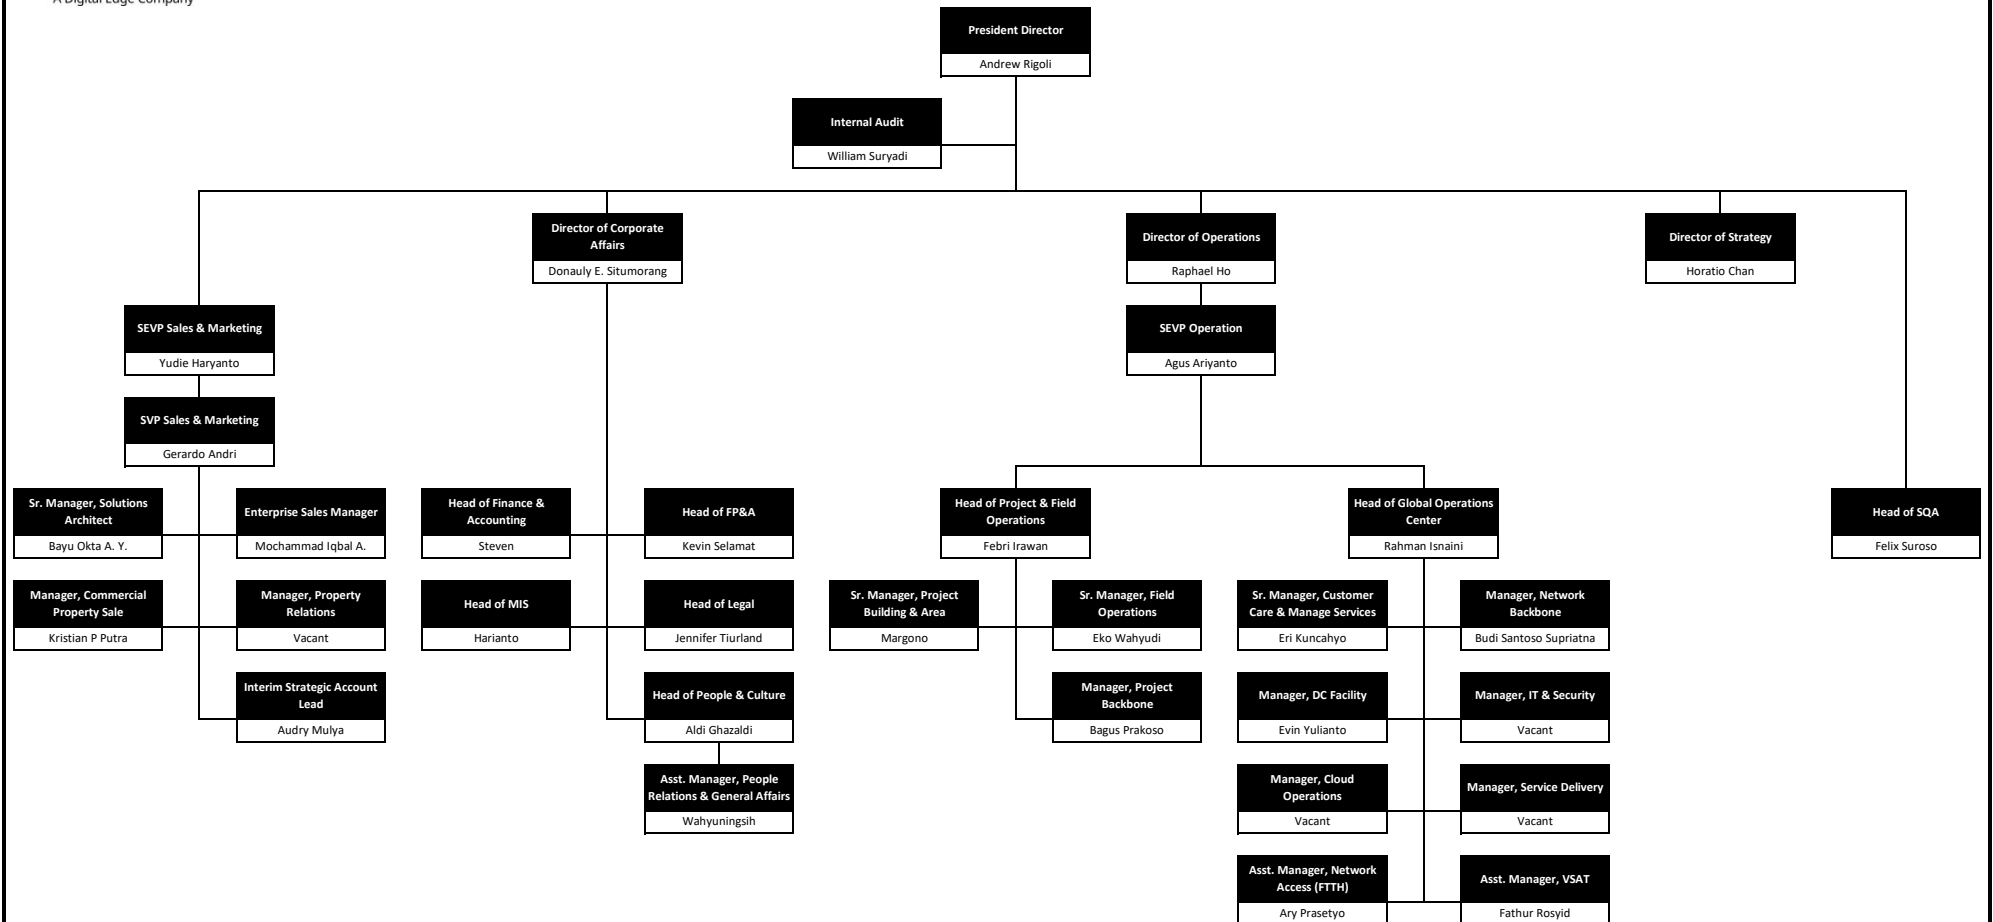 A Digital Edge Company
President Director
Andrew Rigoli
Internal Audit
William Suryadi
Director of Corporate
Affairs
Donauly E. Situmorang
Director of Operations
Raphael Ho
Director of Strategy
Horatio Chan
SEVP Sales & Marketing
Yudie Haryanto
SEVP Operation
Agus Ariyanto
SVP Sales & Marketing
Gerardo Andri
Sr. Manager, Solutions
Architect
Bayu Okta A. Y.
Enterprise Sales Manager
Mochammad Iqbal A.
Head of Finance &
Accounting
Steven
Head of FP&A
Kevin Selamat
Head of Project & Field
Operations
Febri Irawan
Head of Global Operations
Center
Rahman Isnaini
Head of SQA
Felix Suroso
Manager, Commercial
Property Sale
Kristian P Putra
Manager, Property
Relations
Vacant
Head of MIS
Harianto
Head of Legal
Jennifer Tiurland
Sr. Manager, Project
Building & Area
Margono
Sr. Manager, Field
Operations
Eko Wahyudi
Sr. Manager, Customer
Care & Manage Services
Eri Kuncahyo
Manager, Network
Backbone
Budi Santoso Supriatna
Interim Strategic Account
Lead
Audry Mulya
Head of People & Culture
Aldi Ghazaldi
Manager, Project
Backbone
Bagus Prakoso
Manager, DC Facility
Evin Yulianto
Manager, IT & Security
Vacant
Asst. Manager, People
Relations & General Affairs
Wahyuningsih
Manager, Cloud
Operations
Vacant
Manager, Service Delivery
Vacant
Asst. Manager, Network
Access (FTTH)
Ary Prasetyo
Asst. Manager, VSAT
Fathur Rosyid